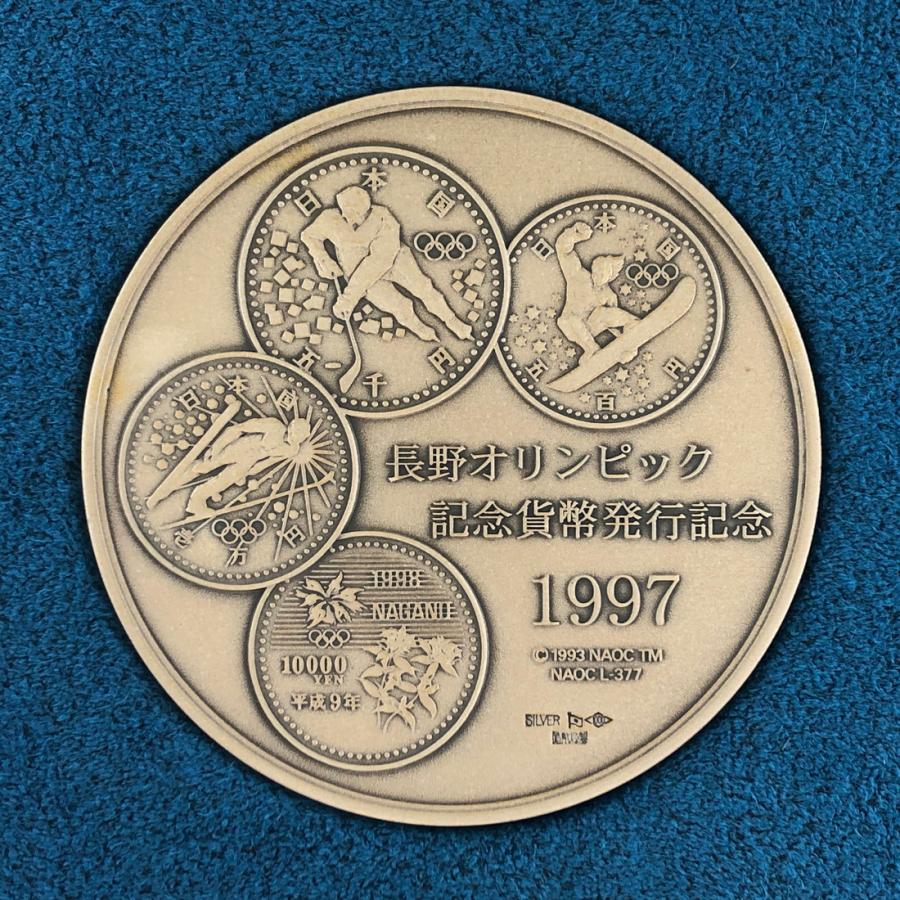 日本国
五千円
日本国
五百円
日本国
壱万円
長野オリンピック
記念貨幣発行記念
1998
NAGANO
10000
YEN
平成9年
1997
©1993 NAOC TM
NAOC L-377
SILVER